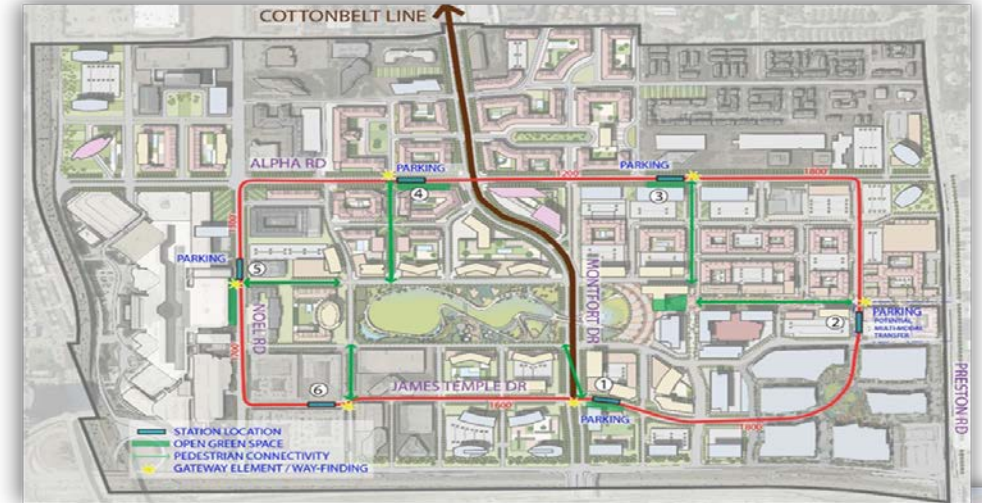 COTTONBELT LINE
ALPHA RD
PARKING
PARKING
1200
1800
4
3
PARKING
5
NOEL RD
MONTFORT DR
2
PARKING
POTENTIAL
MULTI-MODAL
TRANSFER
PRESTON RD
JAMES TEMPLE DR
1
6
1600
PARKING
1800
STATION LOCATION
OPEN GREEN SPACE
PEDESTRIAN CONNECTIVITY
GATEWAY ELEMENT / WAY-FINDING